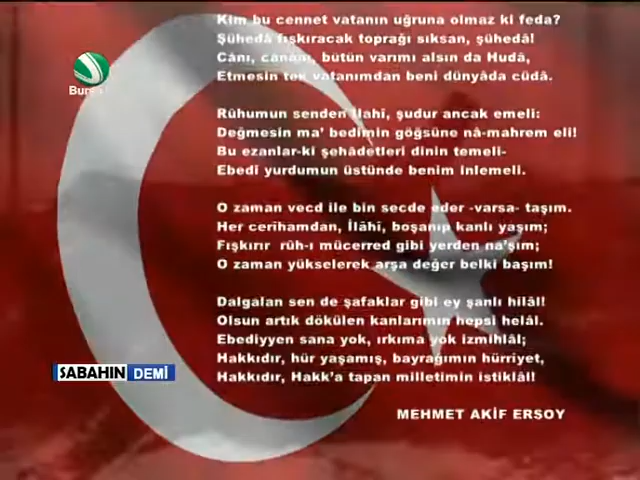 Kim bu cennet vatanın uğruna olmaz ki feda?
Şühedâ fışkıracak toprağı sıksan, şühedâ!
Cânı, cânânı, bütün varımı alsın da Hudâ,
Etmesin tek vatanımdan beni dünyâda cüdâ.
Rûhumun senden İlahî, şudur ancak emeli:
Değmesin ma' bedimin göğsüne nâ-mahrem eli!
Bu ezanlar-ki şehâdetleri dinin temeli-
Ebedî yurdumun üstünde benim inlemeli.
O zaman vecd ile bin secde eder -varsa- taşım.
Her cerîhamdan, İlâhî, boşanıp kanlı yaşım;
Fışkırır rûh-ı mücerred gibi yerden na'şım;
O zaman yükselerek arşa değer belki başım!
Dalgalan sen de şafaklar gibi ey şanlı hilâl!
Olsun artık dökülen kanlarımın hepsi helâl.
Ebediyyen sana yok, ırkıma yok izmihlâl;
Hakkıdır, hür yaşamış, bayrağımın hürriyet,
Hakkıdır, Hakk'a tapan milletimin istiklâl!
MEHMET AKİF ERSOY
SABAHIN DEMİ